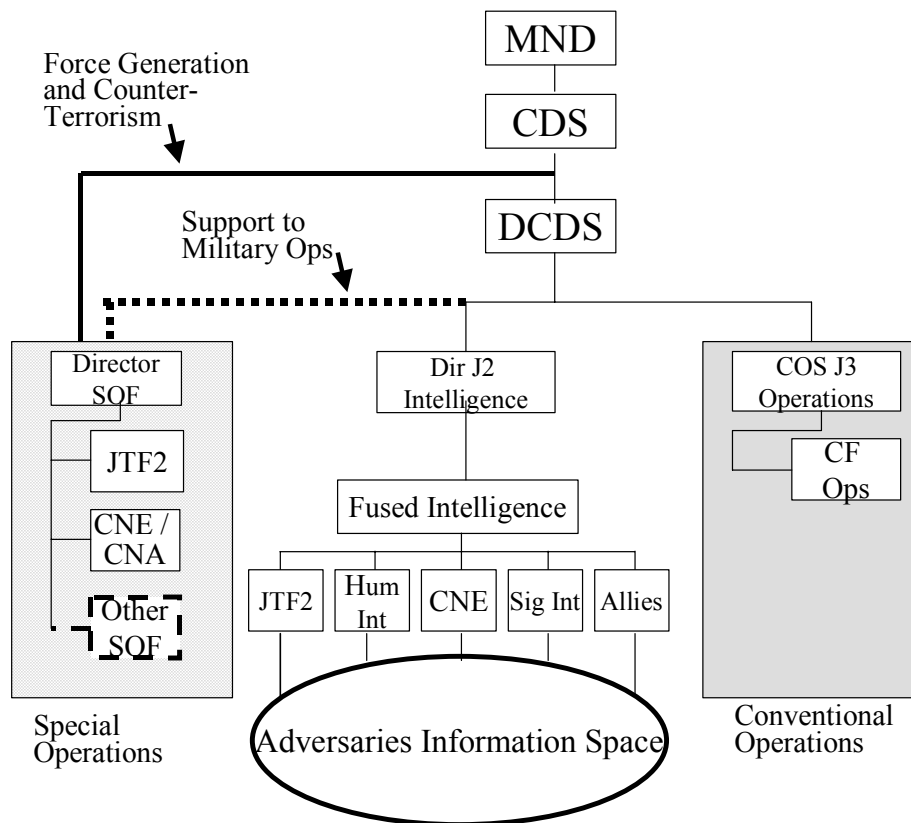 MND
Force Generation
and Counter-
Terrorism
CDS
Support to
Military Ops
DCDS
Director
SOF
JTF2
CNE /
CNA
Other
SOF
Special
Operations
Dir J2
Intelligence
Fused Intelligence
JTF2
Hum
Int
CNE
Sig Int
Allies
Adversaries Information Space
COS J3
Operations
CF
Ops
Conventional
Operations